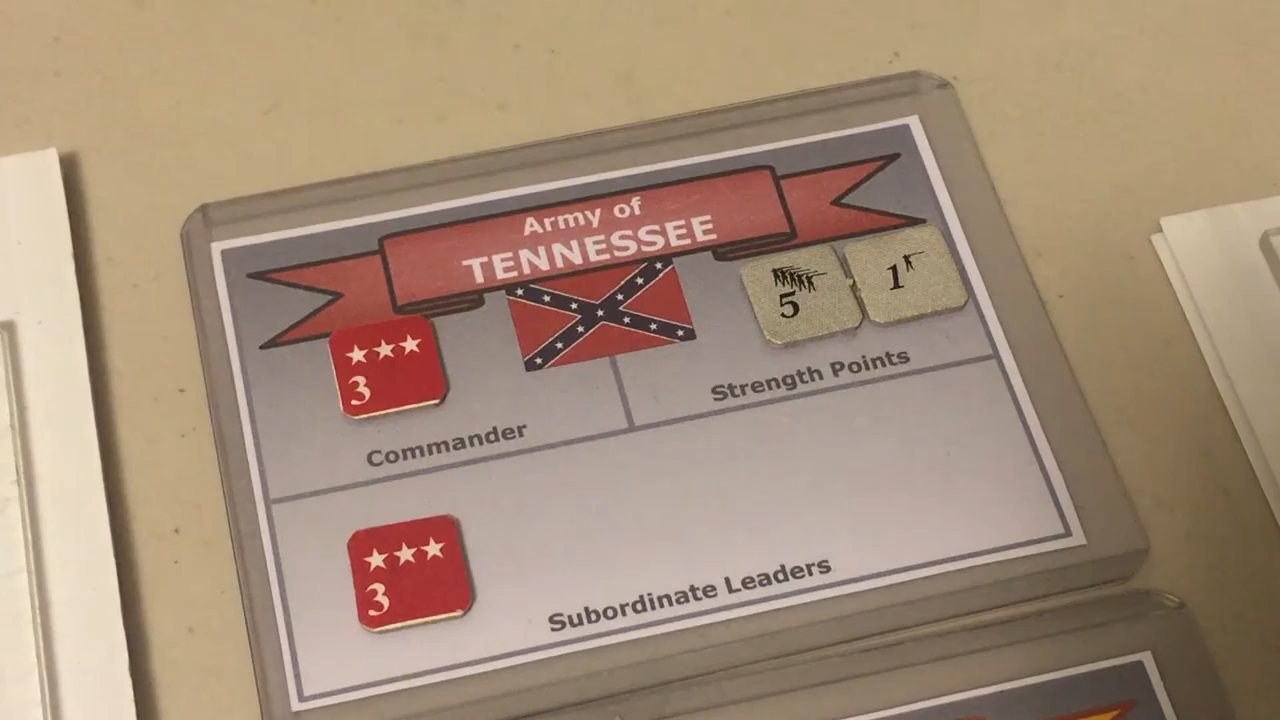 Army of
TENNESSEE
5
1
3
Strength Points
Commander
3
Subordinate Leaders